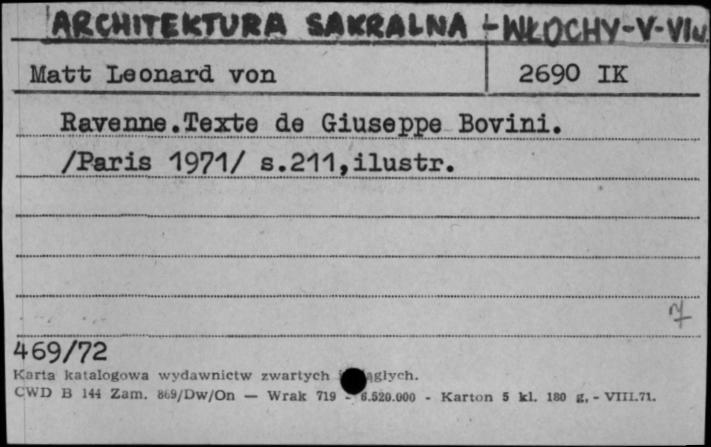 ARCHITEKTURA SAKRALNA - WŁOCHY-V-VIw.
Matt Leonard von 2690 IK
Ravenne.Texte de Giuseppe Bovini.
/Paris 1971/ s.211,ilustr.
7
469/72
Karta katalogowa wydawnictw zwartych
CWD B 144 Zam. 869/Dw/On — Wrak 719 - 6.520.000 - Karton 5 kl. 180 g. - VIII.71.